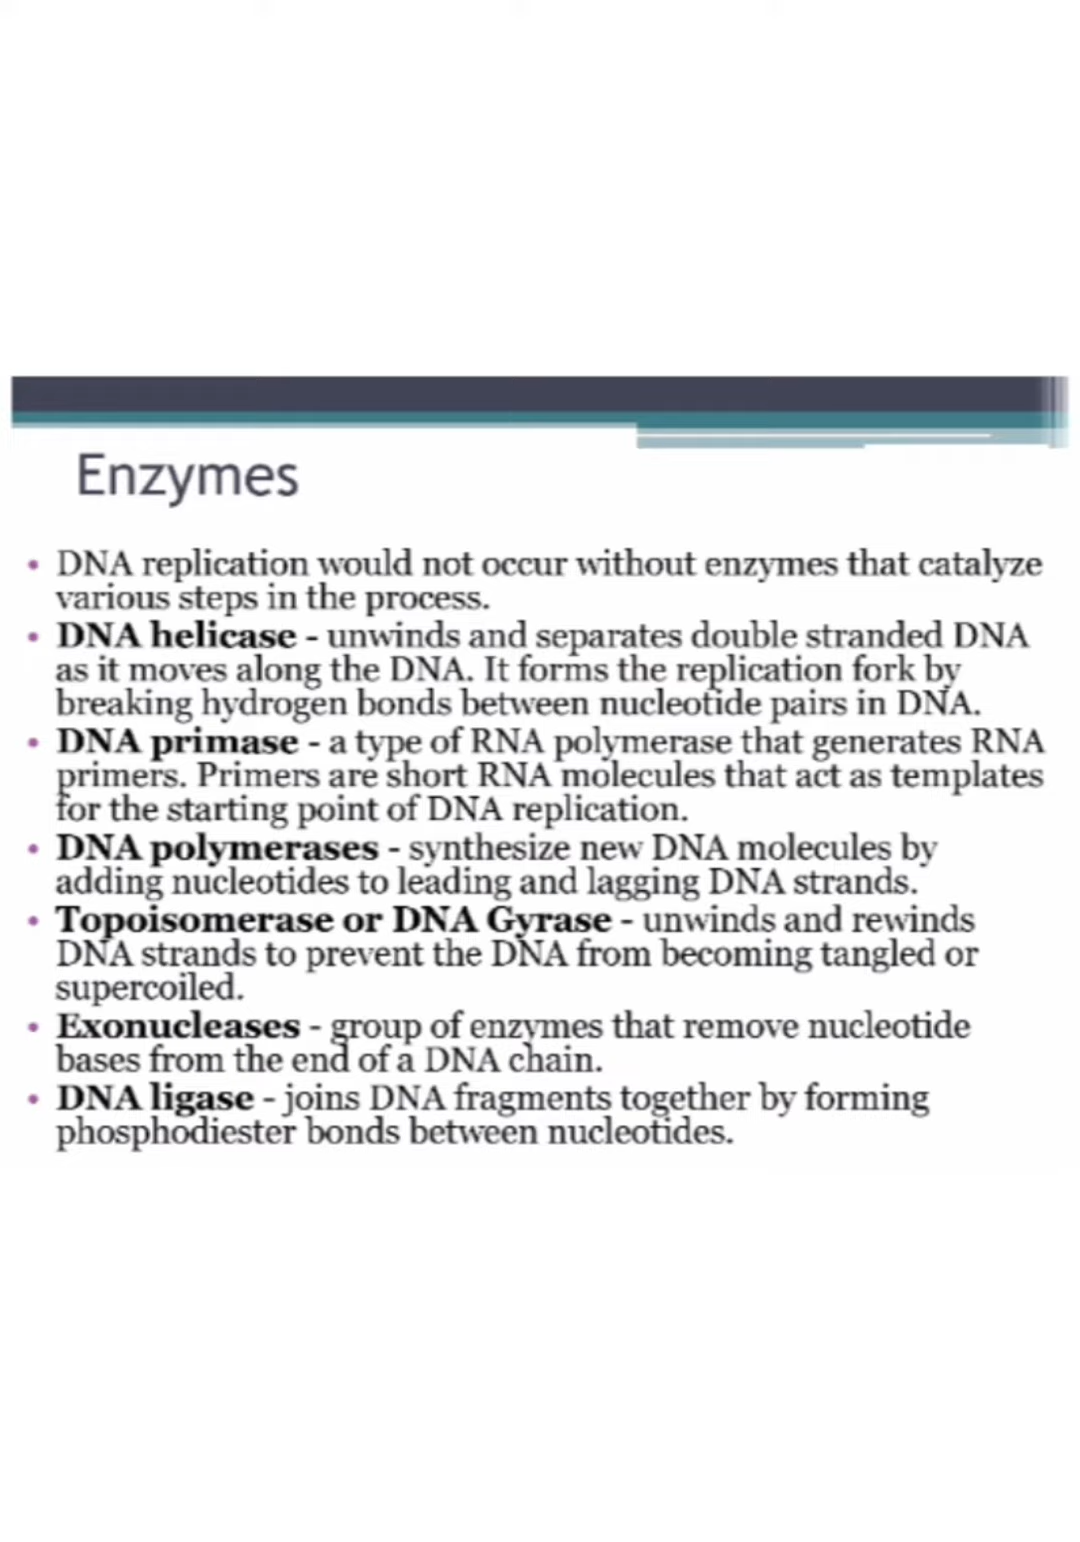 Enzymes
• DNA replication would not occur without enzymes that catalyze
various steps in the process.
• DNA helicase - unwinds and separates double stranded DNA
as it moves along the DNA. It forms the replication fork by
breaking hydrogen bonds between nucleotide pairs in DNA.
• DNA primase - a type of RNA polymerase that generates RNA
primers. Primers are short RNA molecules that act as templates
for the starting point of DNA replication.
• DNA polymerases - synthesize new DNA molecules by
adding nucleotides to leading and lagging DNA strands.
• Topoisomerase or DNA Gyrase - unwinds and rewinds
DNA strands to prevent the DNA from becoming tangled or
supercoiled.
• Exonucleases - group of enzymes that remove nucleotide
bases from the end of a DNA chain.
• DNA ligase - joins DNA fragments together by forming
phosphodiester bonds between nucleotides.